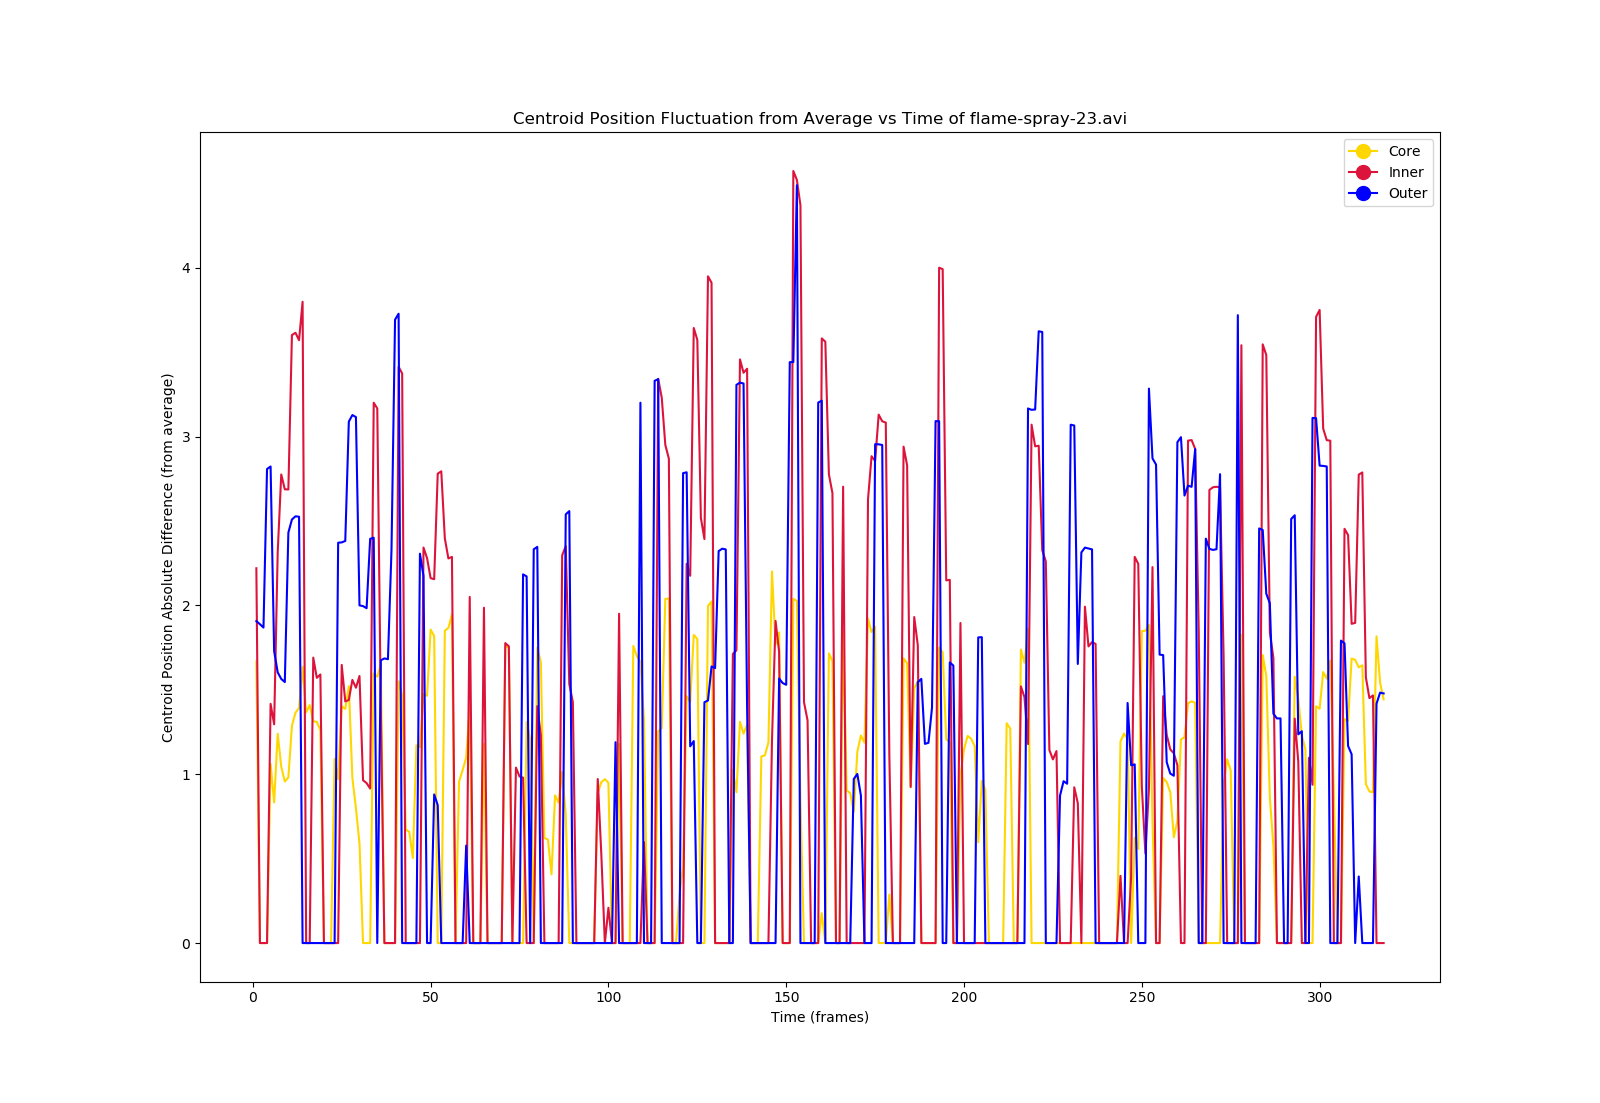 Centroid Position Fluctuation from Average vs Time of flame-spray-23.avi
Core
Inner
Outer
Centroid Position Absolute Difference (from average)
4
3
2
1
0
0 50 100 150 200 250 300
Time (frames)